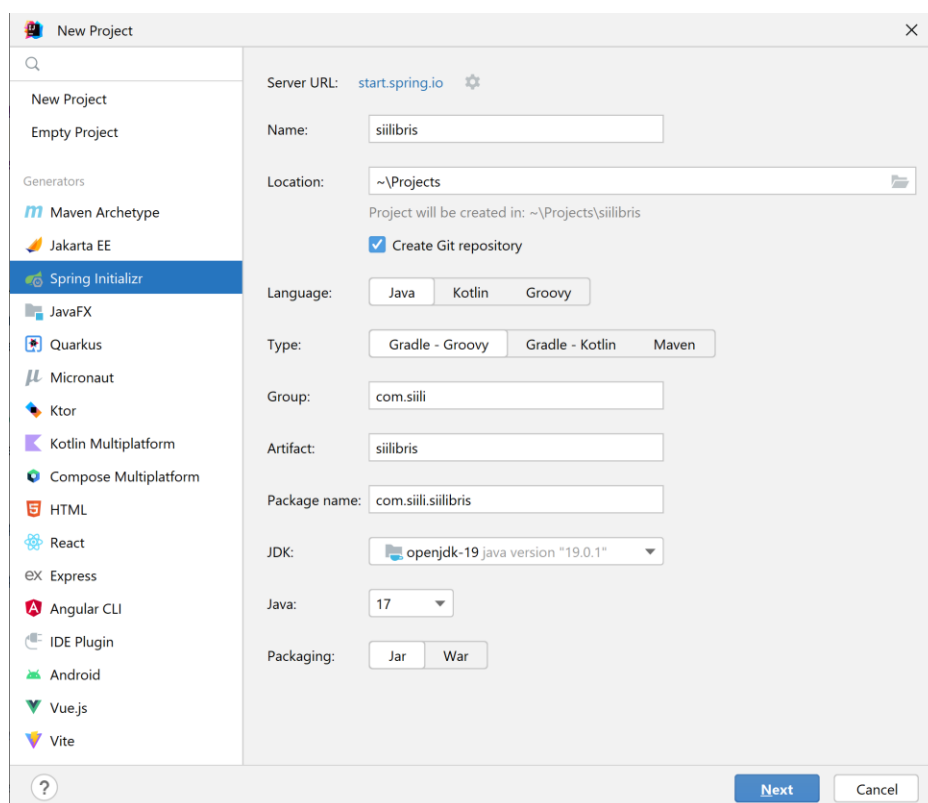 New Project
New Project
Empty Project
Generators
Maven Archetype
Jakarta EE
Spring Initializr
JavaFX
Quarkus
Micronaut
Ktor
Kotlin Multiplatform
Compose Multiplatform
HTML
React
ex Express
Angular CLI
IDE Plugin
Android
Vue.js
Vite
?
Server URL: start.spring.io
Name: siilibris
Location: ~\Projects
Project will be created in: ~\Projects\siilibris
Create Git repository
Language: Java Kotlin Groovy
Type: Gradle - Groovy Gradle - Kotlin Maven
Group: com.siili
Artifact: siilibris
Package name: com.siili.siilibris
JDK: openjdk-19 java version "19.0.1"
Java: 17
Packaging: Jar War
Next Cancel